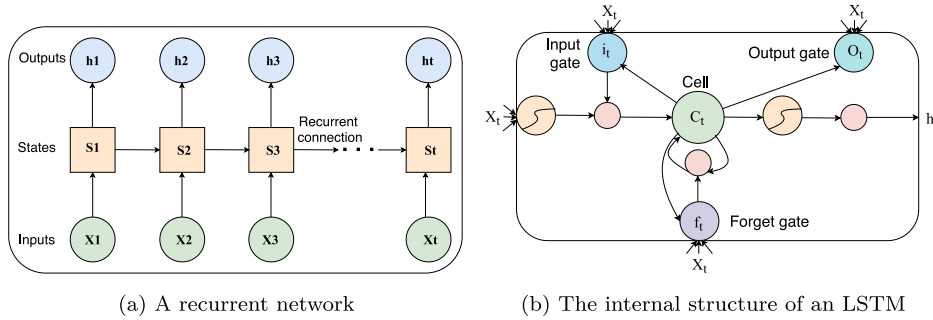 Outputs
h1
h2
h3
ht
Recurrent
connection
States
S1
S2
S3
. . . .
St
Inputs
X1
X2
X3
Xt
(a) A recurrent network
Xt
Xt
Input
gate
it
Output gate
Ot
Cell
Xt
Ct
h
ft
Forget gate
Xt
(b) The internal structure of an LSTM